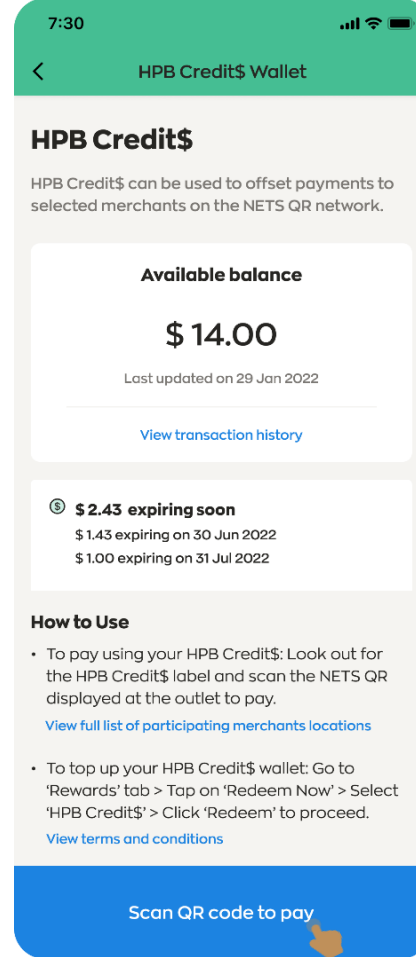 7:30
HPB Credit$ Wallet
HPB Credit$
HPB Credit$ can be used to offset payments to
selected merchants on the NETS QR network.
Available balance
$ 14.00
Last updated on 29 Jan 2022
View transaction history
$ 2.43 expiring soon
$ 1.43 expiring on 30 Jun 2022
$ 1.00 expiring on 31 Jul 2022
How to Use
• To pay using your HPB Credit$: Look out for
the HPB Credit$ label and scan the NETS QR
displayed at the outlet to pay.
View full list of participating merchants locations
• To top up your HPB Credit$ wallet: Go to
‘Rewards’ tab > Tap on ‘Redeem Now’ > Select
‘HPB Credit$’ > Click ‘Redeem’ to proceed.
View terms and conditions
Scan QR code to pay